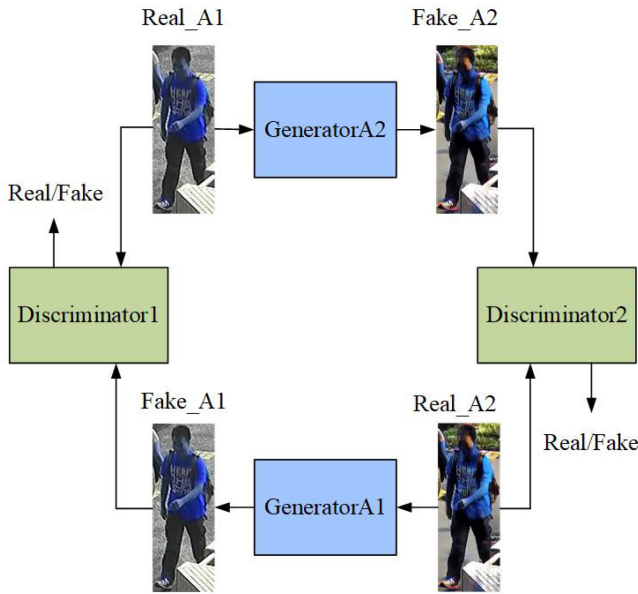 Real_A1
Fake_A2
GeneratorA2
Real/Fake
Discriminator1
Discriminator2
Fake_A1
Real_A2
Real/Fake
GeneratorA1